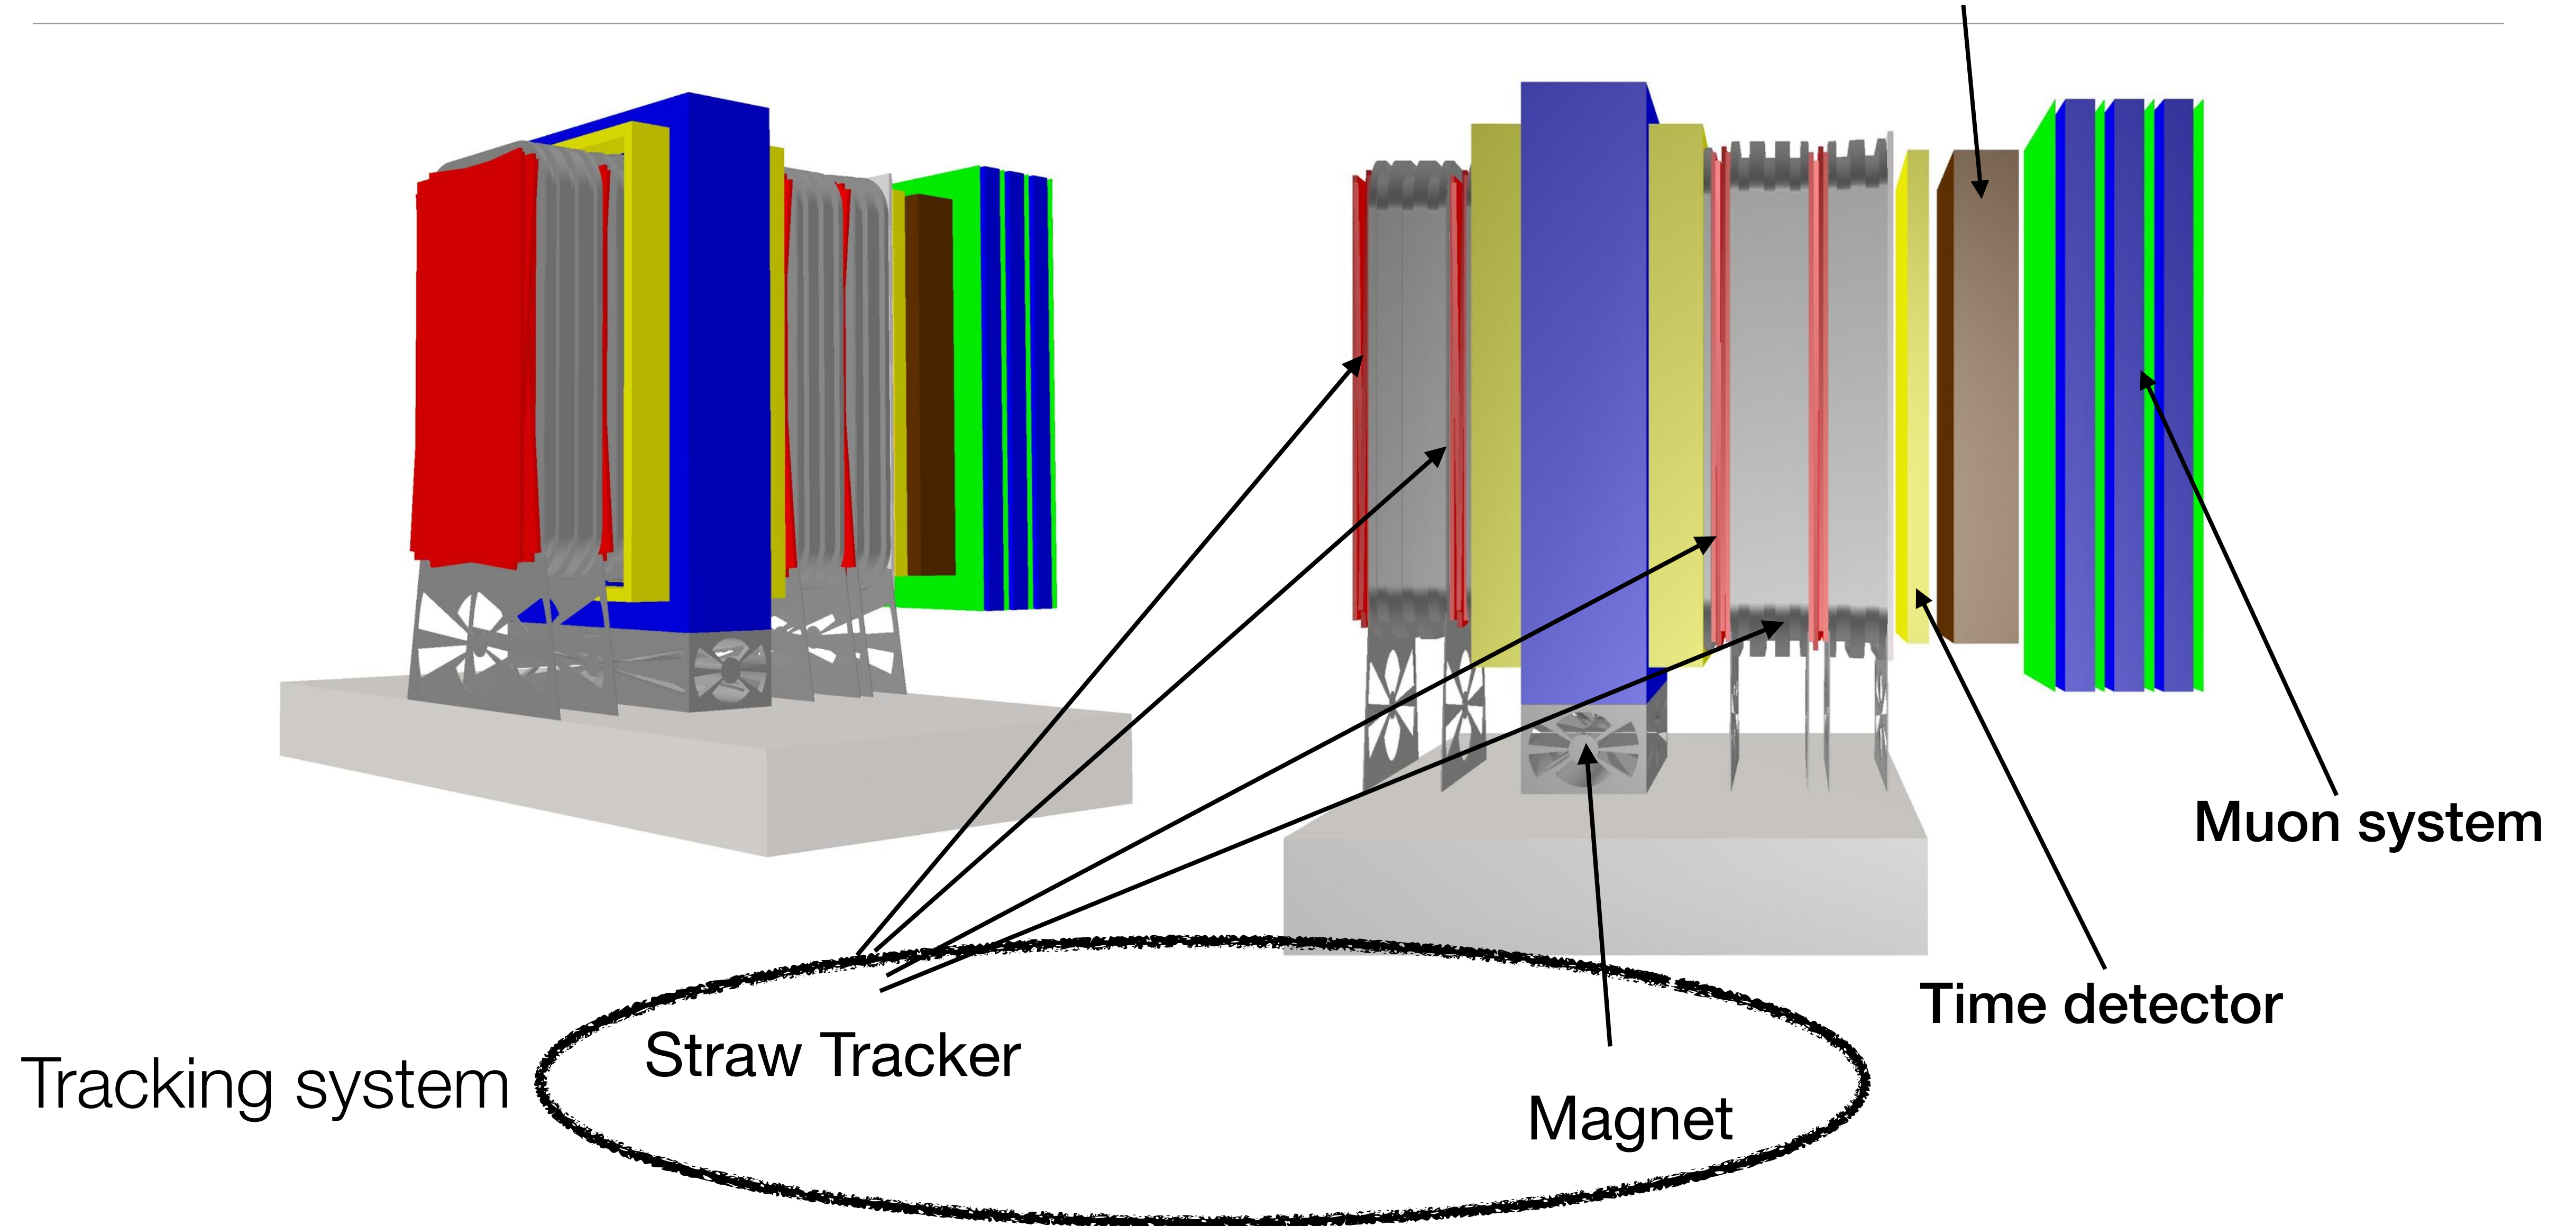 Muon system
Time detector
Straw Tracker
Tracking system
Magnet